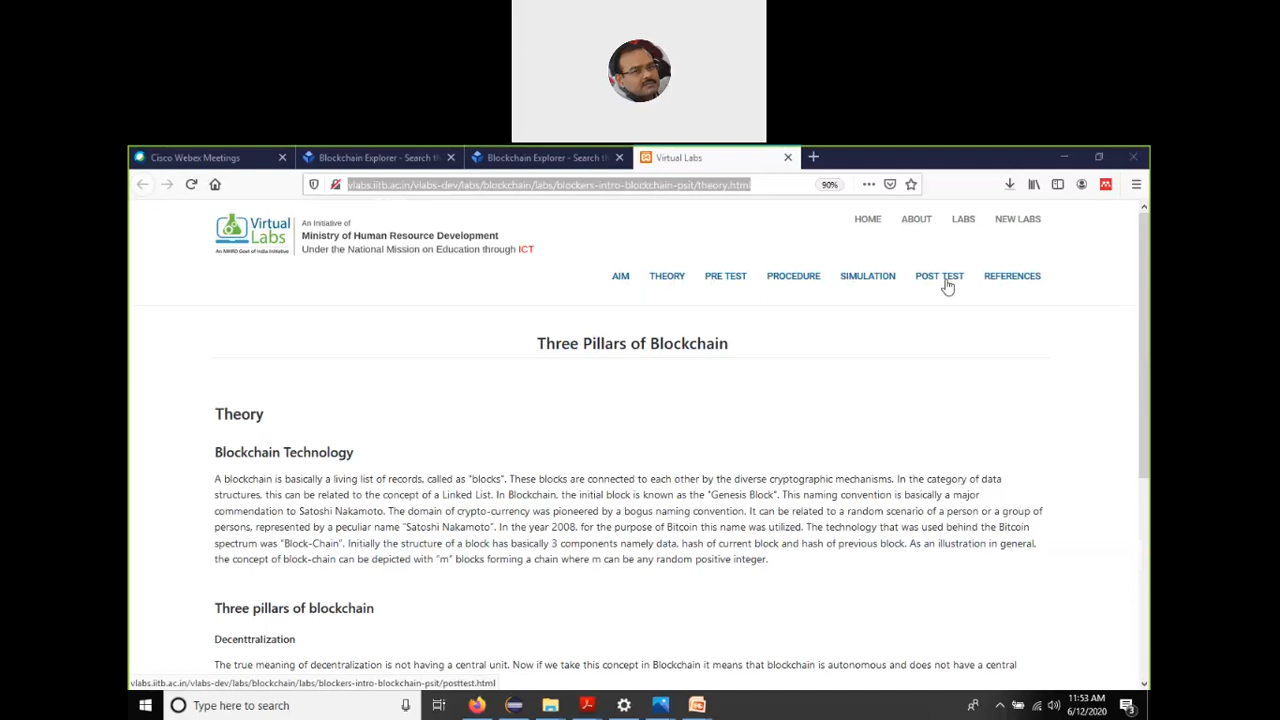 Cisco Webex Meetings
Blockchain Explorer - Search th
Blockchain Explorer - Search th
Virtual Labs
vlabs.iitb.ac.in/vlabs-dev/labs/blockchain/labs/blockers-intro-blockchain-psit/theory.html
90%
Virtual
Labs
An MHRD Govt of India Initiative
An Initiative of
Ministry of Human Resource Development
Under the National Mission on Education through ICT
HOME ABOUT LABS NEW LABS
AIM THEORY PRE TEST PROCEDURE SIMULATION POST TEST REFERENCES
Three Pillars of Blockchain
Theory
Blockchain Technology
A blockchain is basically a living list of records, called as "blocks". These blocks are connected to each other by the diverse cryptographic mechanisms. In the category of data
structures, this can be related to the concept of a Linked List. In Blockchain, the initial block is known as the "Genesis Block". This naming convention is basically a major
commendation to Satoshi Nakamoto. The domain of crypto-currency was pioneered by a bogus naming convention. It can be related to a random scenario of a person or a group of
persons, represented by a peculiar name "Satoshi Nakamoto". In the year 2008, for the purpose of Bitcoin this name was utilized. The technology that was used behind the Bitcoin
spectrum was "Block-Chain". Initially the structure of a block has basically 3 components namely data, hash of current block and hash of previous block. As an illustration in general,
the concept of block-chain can be depicted with "m" blocks forming a chain where m can be any random positive integer.
Three pillars of blockchain
Decenttralization
The true meaning of decentralization is not having a central unit. Now if we take this concept in Blockchain it means that blockchain is autonomous and does not have a central
vlabs.iitb.ac.in/vlabs-dev/labs/blockchain/labs/blockers-intro-blockchain-psit/posttest.html
Type here to search
11:53 AM
6/12/2020
3